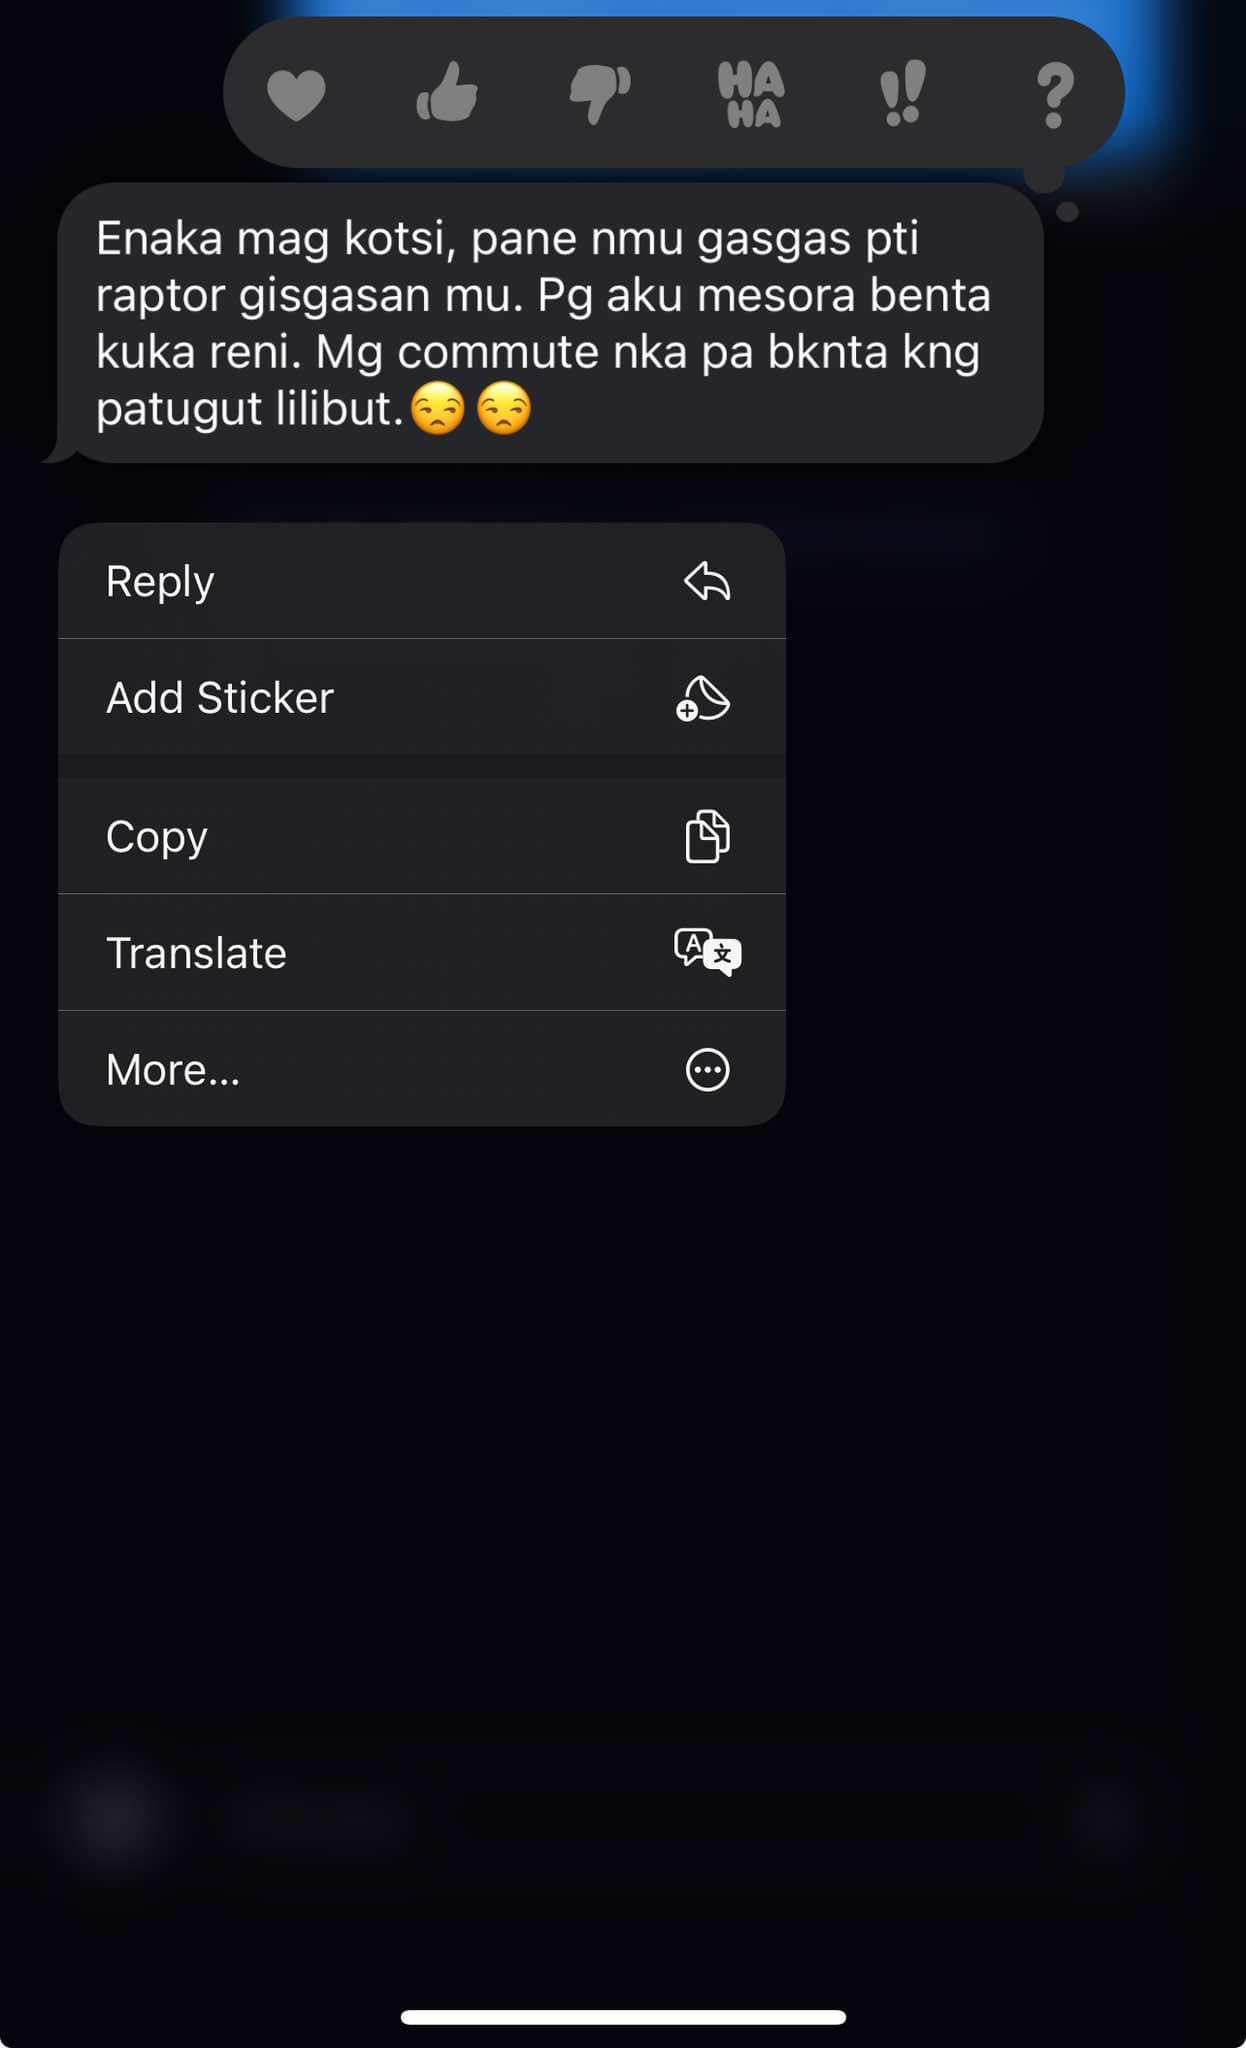 HA
HA
!!
?
Enaka mag kotsi, pane nmu gasgas pti
raptor gisgasan mu. Pg aku mesora benta
kuka reni. Mg commute nka pa bknta kng
patugut lilibut.😒😒
Reply
Add Sticker
Copy
Translate
More...